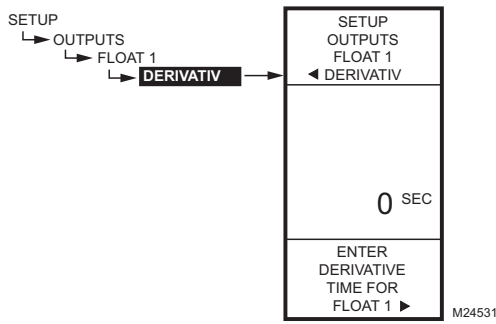 SETUP
OUTPUTS
FLOAT 1
DERIVATIV
SETUP
OUTPUTS
FLOAT 1
◄ DERIVATIV
0 SEC
ENTER
DERIVATIVE
TIME FOR
FLOAT 1 ►
M24531